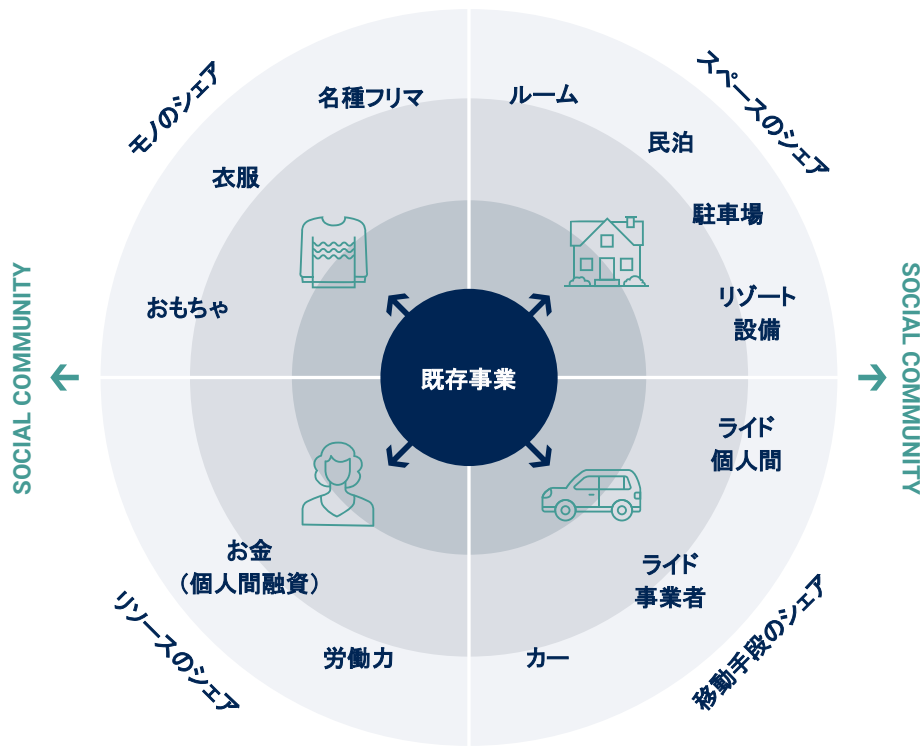 モノのシェア
名種フリマ
衣服
おもちゃ
スペースのシェア
ルーム
民泊
駐車場
リゾート
設備
SOCIAL COMMUNITY
既存事業
SOCIAL COMMUNITY
リソースのシェア
お金
（個人間融資）
労働力
移動手段のシェア
ライド
個人間
ライド
事業者
カー